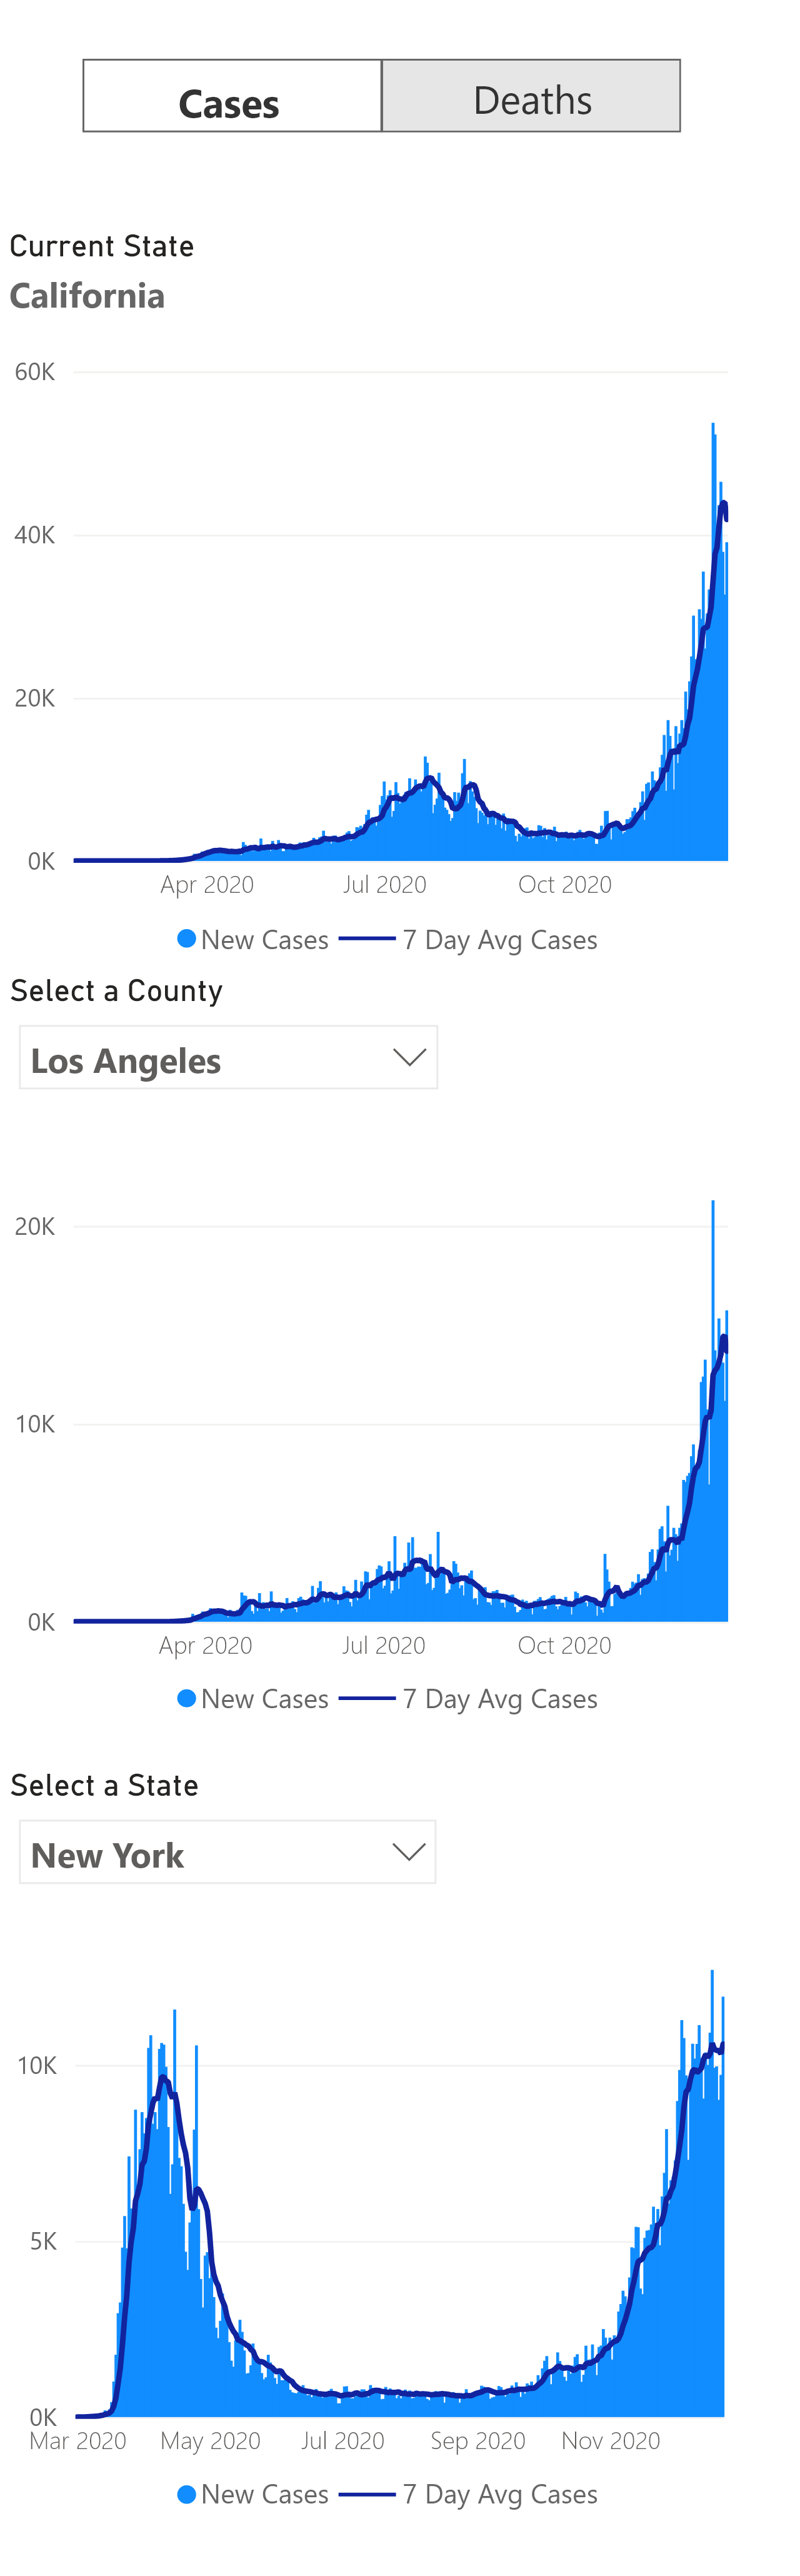 Cases Deaths
Current State
California
60K
40K
20K
0K
Apr 2020 Jul 2020 Oct 2020
New Cases 7 Day Avg Cases
Select a County
Los Angeles
20K
10K
0K
Apr 2020 Jul 2020 Oct 2020
New Cases 7 Day Avg Cases
Select a State
New York
10K
5K
0K
Mar 2020 May 2020 Jul 2020 Sep 2020 Nov 2020
New Cases 7 Day Avg Cases